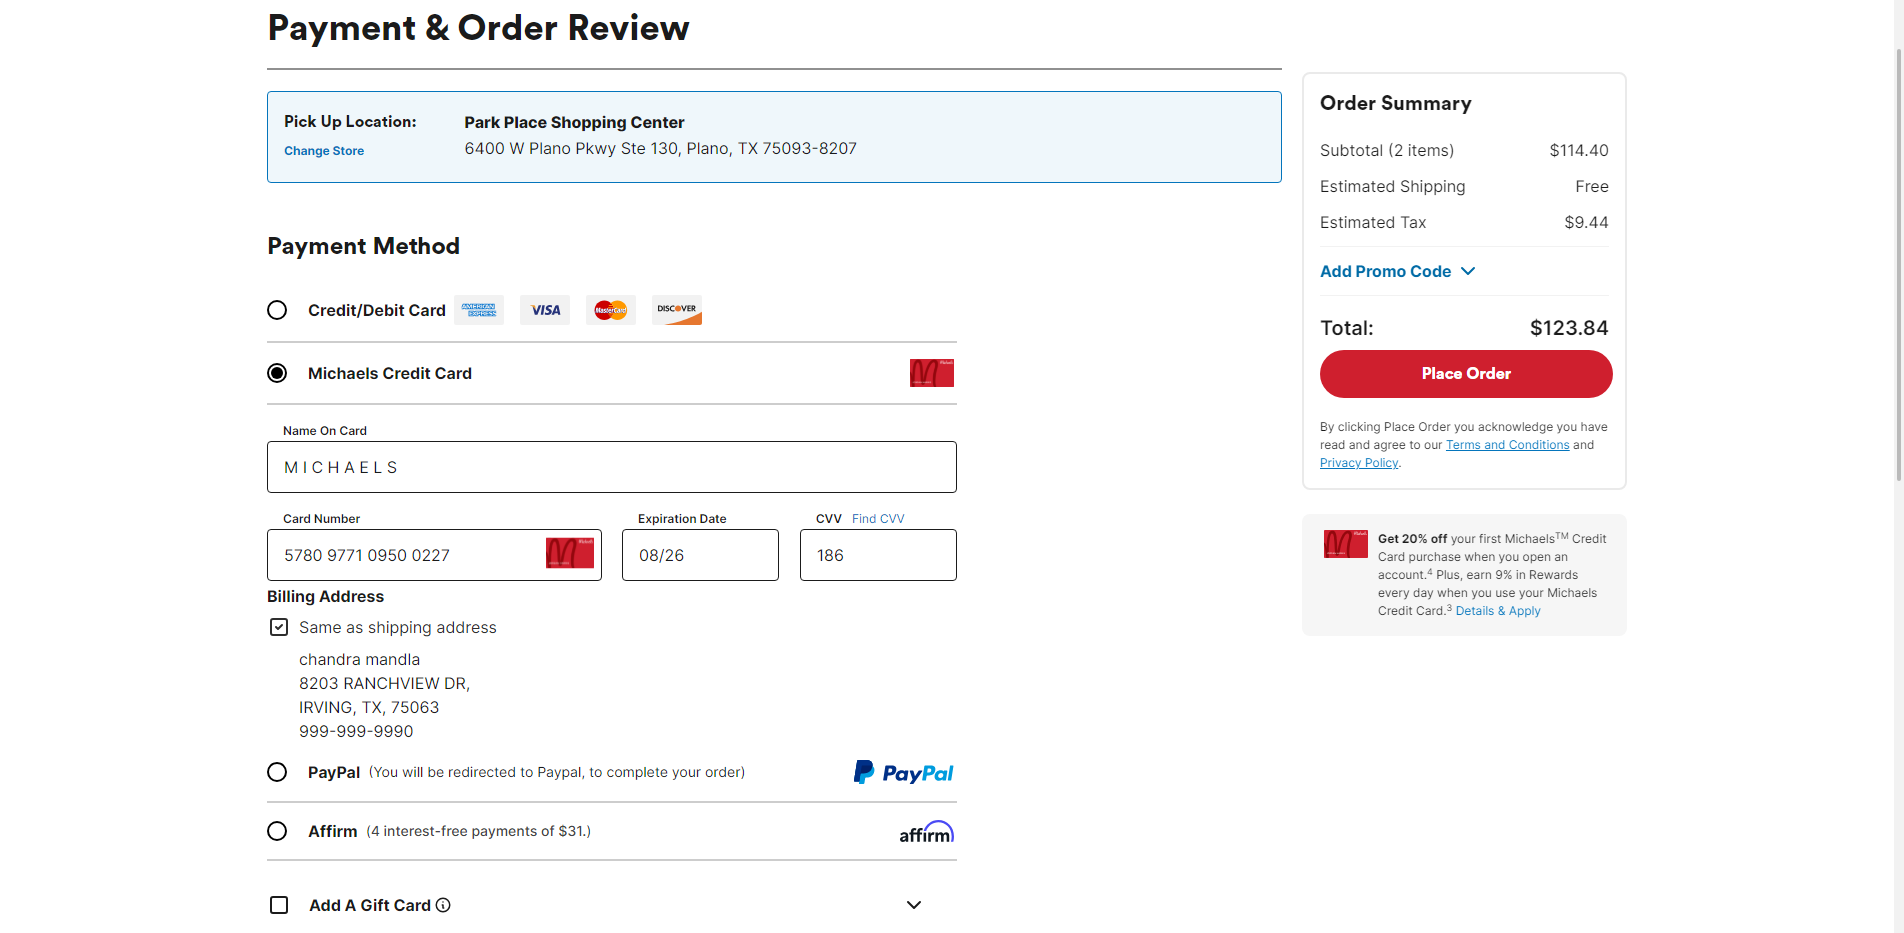 Payment & Order Review
Pick Up Location:
Change Store
Park Place Shopping Center
6400 W Plano Pkwy Ste 130, Plano, TX 75093-8207
Payment Method
Credit/Debit Card
AMERICAN EXPRESS
VISA
MasterCard
DISCOVER
Michaels Credit Card
Name On Card
M I C H A E L S
Card Number
5780 9771 0950 0227
Expiration Date
08/26
CVV Find CVV
186
Billing Address
Same as shipping address
chandra mandla
8203 RANCHVIEW DR,
IRVING, TX, 75063
999-999-9990
PayPal (You will be redirected to Paypal, to complete your order)
PayPal
Affirm (4 interest-free payments of $31.)
affirm
Add A Gift Card
Order Summary
Subtotal (2 items) $114.40
Estimated Shipping Free
Estimated Tax $9.44
Add Promo Code
Total: $123.84
Place Order
By clicking Place Order you acknowledge you have
read and agree to our Terms and Conditions and
Privacy Policy.
Get 20% off your first Michaels™ Credit
Card purchase when you open an
account.⁴ Plus, earn 9% in Rewards
every day when you use your Michaels
Credit Card.³ Details & Apply